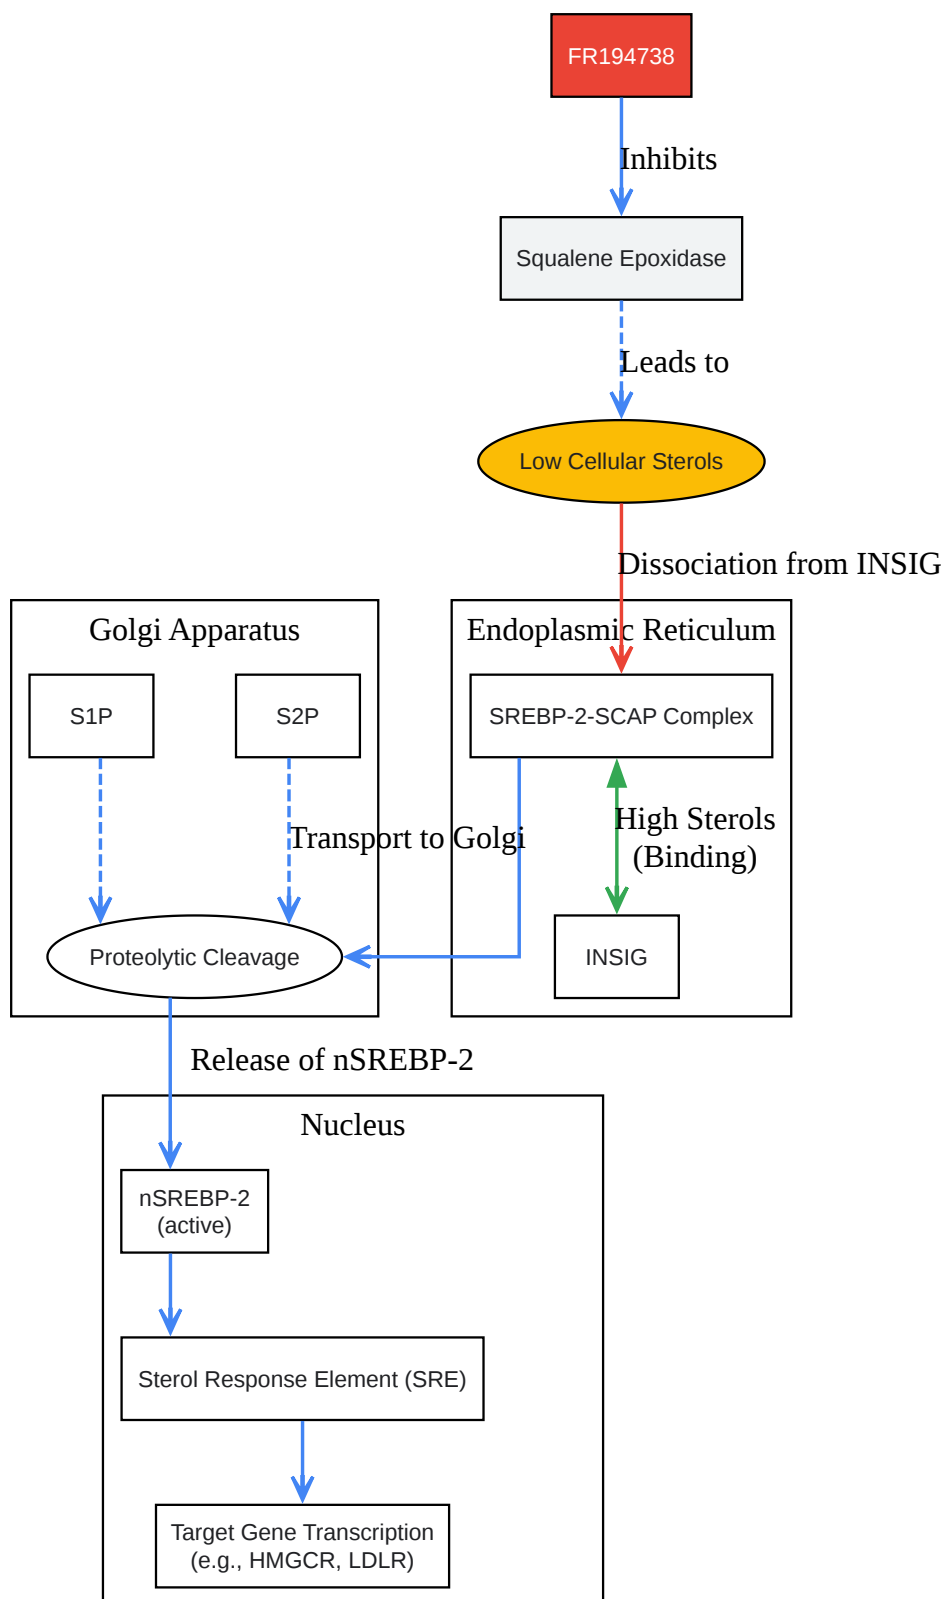 FR194738
Inhibits
Squalene Epoxidase
Leads to
Low Cellular Sterols
Dissociation from INSIG
Golgi Apparatus
Endoplasmic Reticulum
S1P
S2P
SREBP-2-SCAP Complex
Transport to Golgi
High Sterols
(Binding)
Proteolytic Cleavage
INSIG
Release of nSREBP-2
Nucleus
nSREBP-2
(active)
Sterol Response Element (SRE)
Target Gene Transcription
(e.g., HMGCR, LDLR)